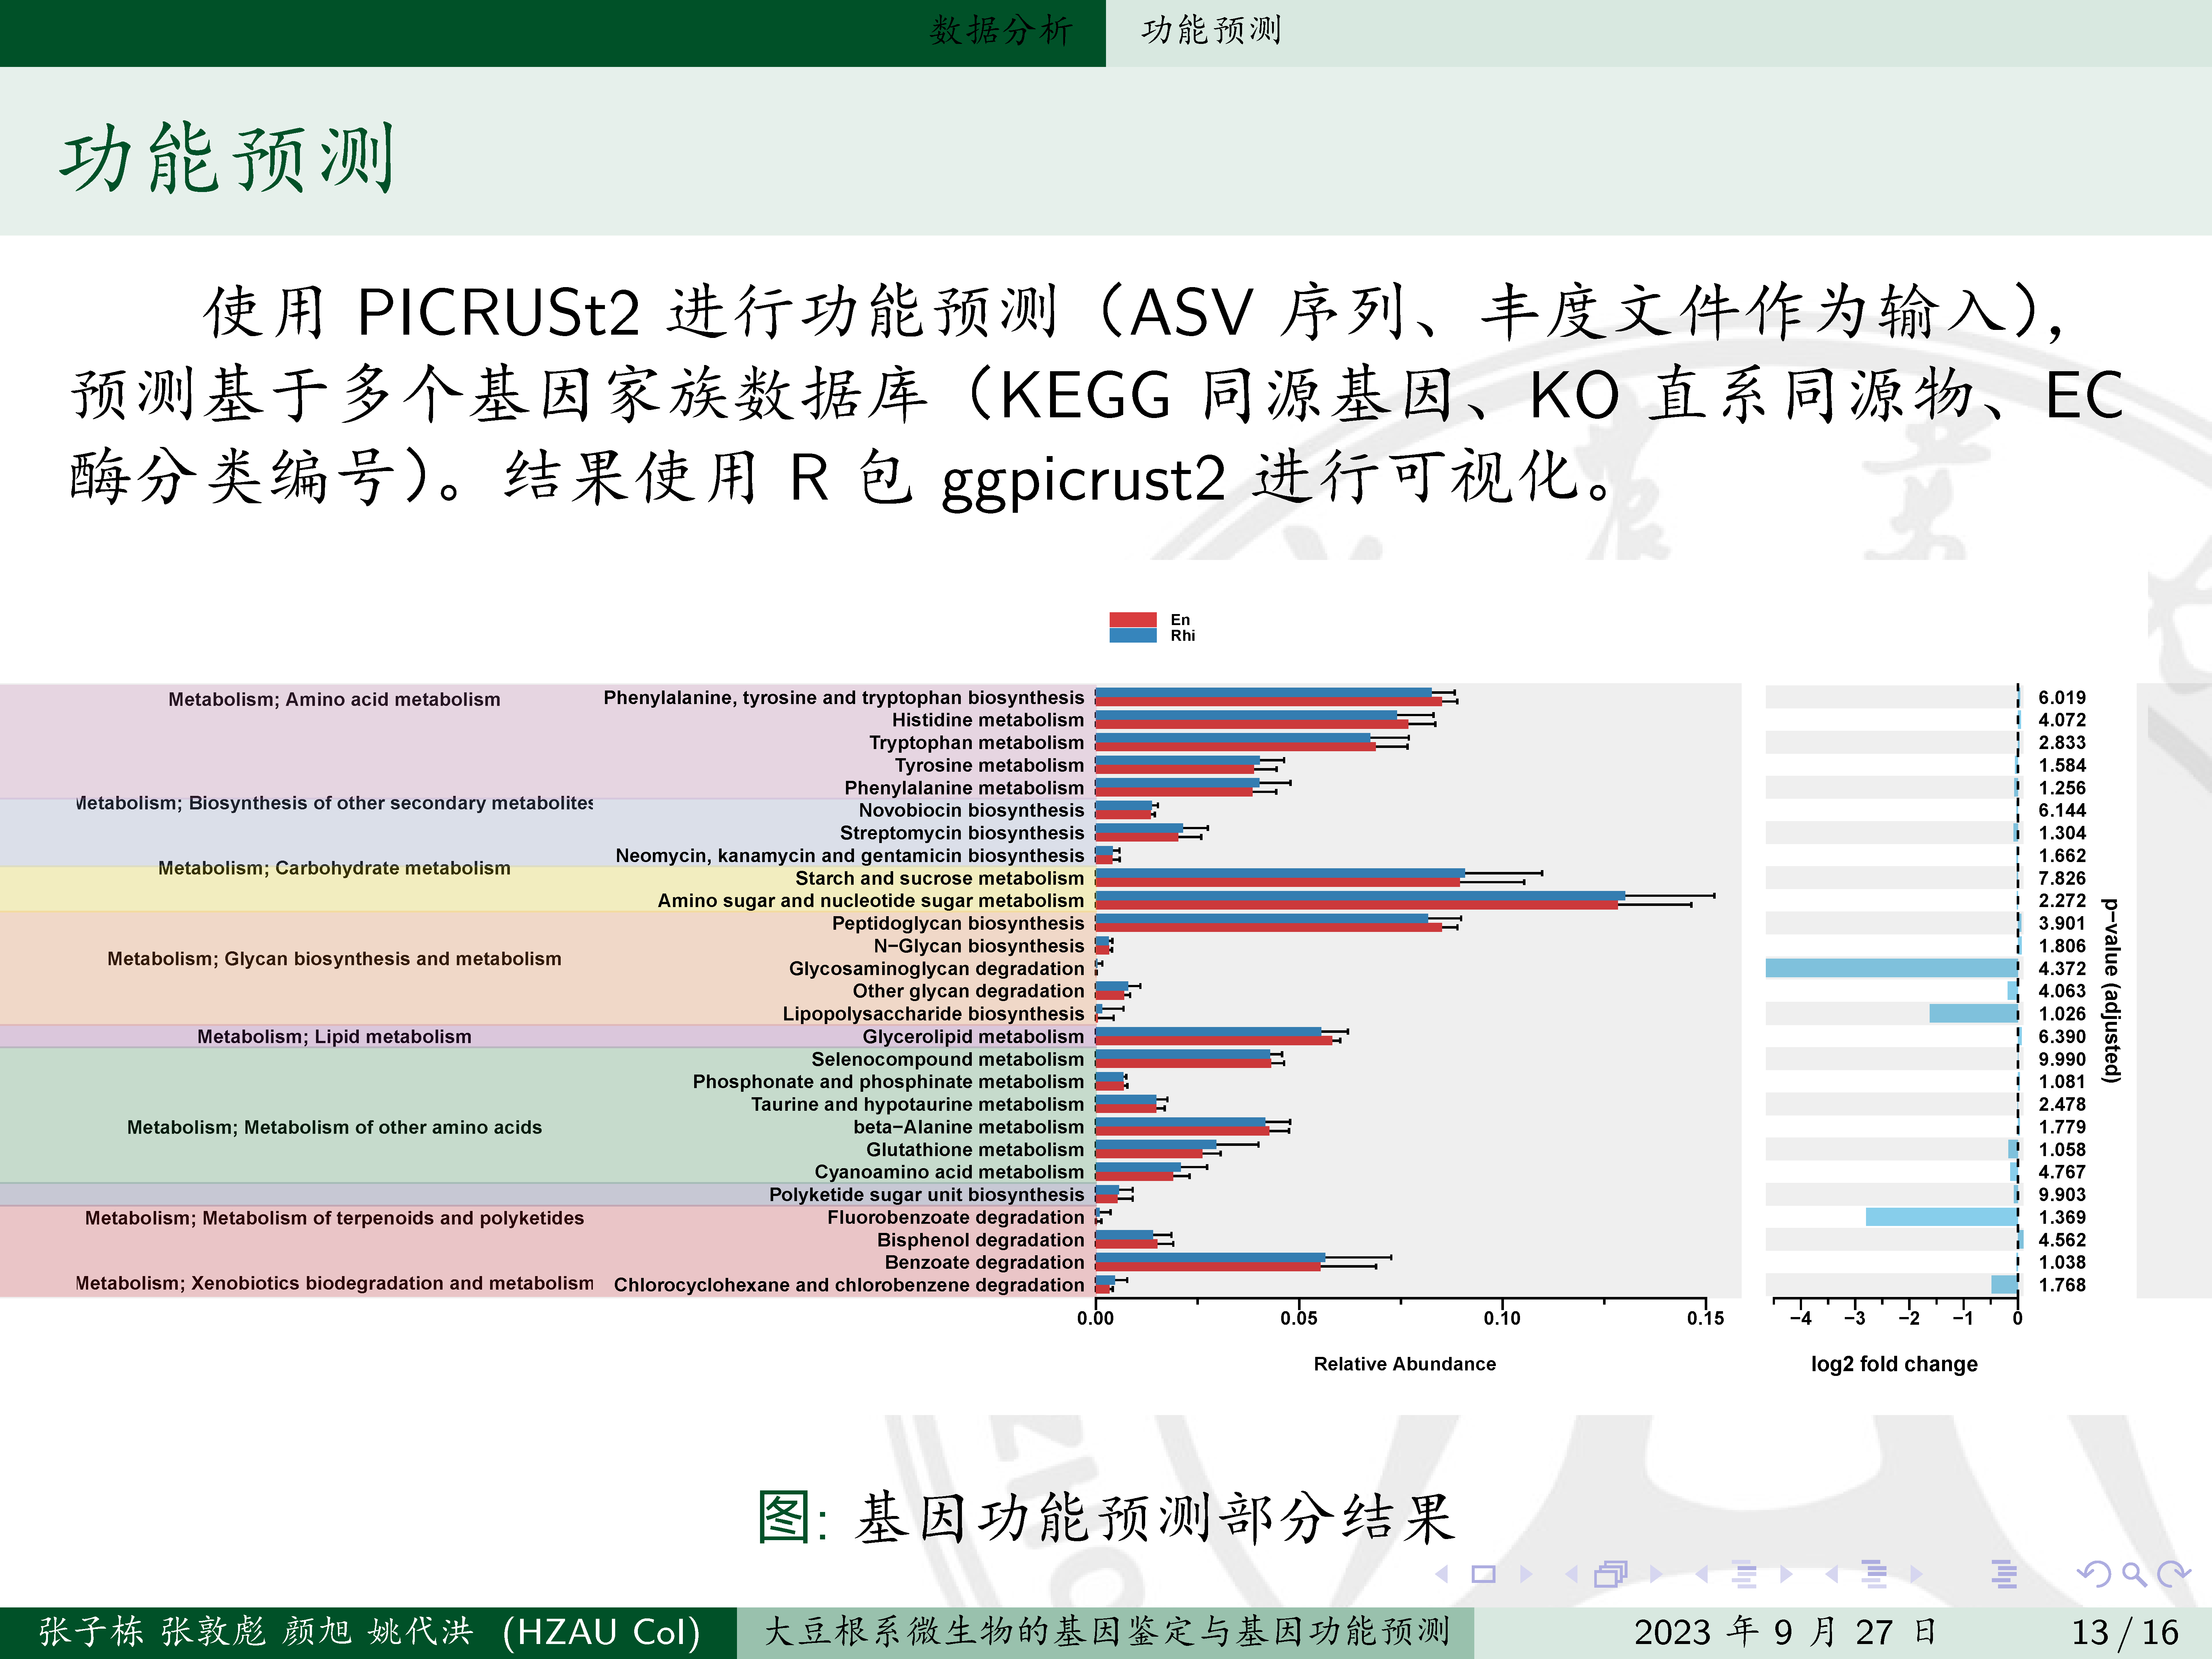 数据分析 功能预测
功能预测
使用 PICRUSt2 进行功能预测（ASV 序列、丰度文件作为输入），
预测基于多个基因家族数据库（KEGG 同源基因、KO 直系同源物、EC
酶分类编号）。结果使用 R 包 ggpicrust2 进行可视化。
En
Rhi
Metabolism; Amino acid metabolism
Metabolism; Biosynthesis of other secondary metabolites
Metabolism; Carbohydrate metabolism
Metabolism; Glycan biosynthesis and metabolism
Metabolism; Lipid metabolism
Metabolism; Metabolism of other amino acids
Metabolism; Metabolism of terpenoids and polyketides
Metabolism; Xenobiotics biodegradation and metabolism
Phenylalanine, tyrosine and tryptophan biosynthesis 6.019
Histidine metabolism 4.072
Tryptophan metabolism 2.833
Tyrosine metabolism 1.584
Phenylalanine metabolism 1.256
Novobiocin biosynthesis 6.144
Streptomycin biosynthesis 1.304
Neomycin, kanamycin and gentamicin biosynthesis 1.662
Starch and sucrose metabolism 7.826
Amino sugar and nucleotide sugar metabolism 2.272
Peptidoglycan biosynthesis 3.901
N−Glycan biosynthesis 1.806
Glycosaminoglycan degradation 4.372
Other glycan degradation 4.063
Lipopolysaccharide biosynthesis 1.026
Glycerolipid metabolism 6.390
Selenocompound metabolism 9.990
Phosphonate and phosphinate metabolism 1.081
Taurine and hypotaurine metabolism 2.478
beta−Alanine metabolism 1.779
Glutathione metabolism 1.058
Cyanoamino acid metabolism 4.767
Polyketide sugar unit biosynthesis 9.903
Fluorobenzoate degradation 1.369
Bisphenol degradation 4.562
Benzoate degradation 1.038
Chlorocyclohexane and chlorobenzene degradation 1.768
p−value (adjusted)
0.00 0.05 0.10 0.15 −4 −3 −2 −1 0
Relative Abundance log2 fold change
图: 基因功能预测部分结果
张子栋 张敦彪 颜旭 姚代洪 (HZAU CoI) 大豆根系微生物的基因鉴定与基因功能预测 2023 年 9 月 27 日 13 / 16